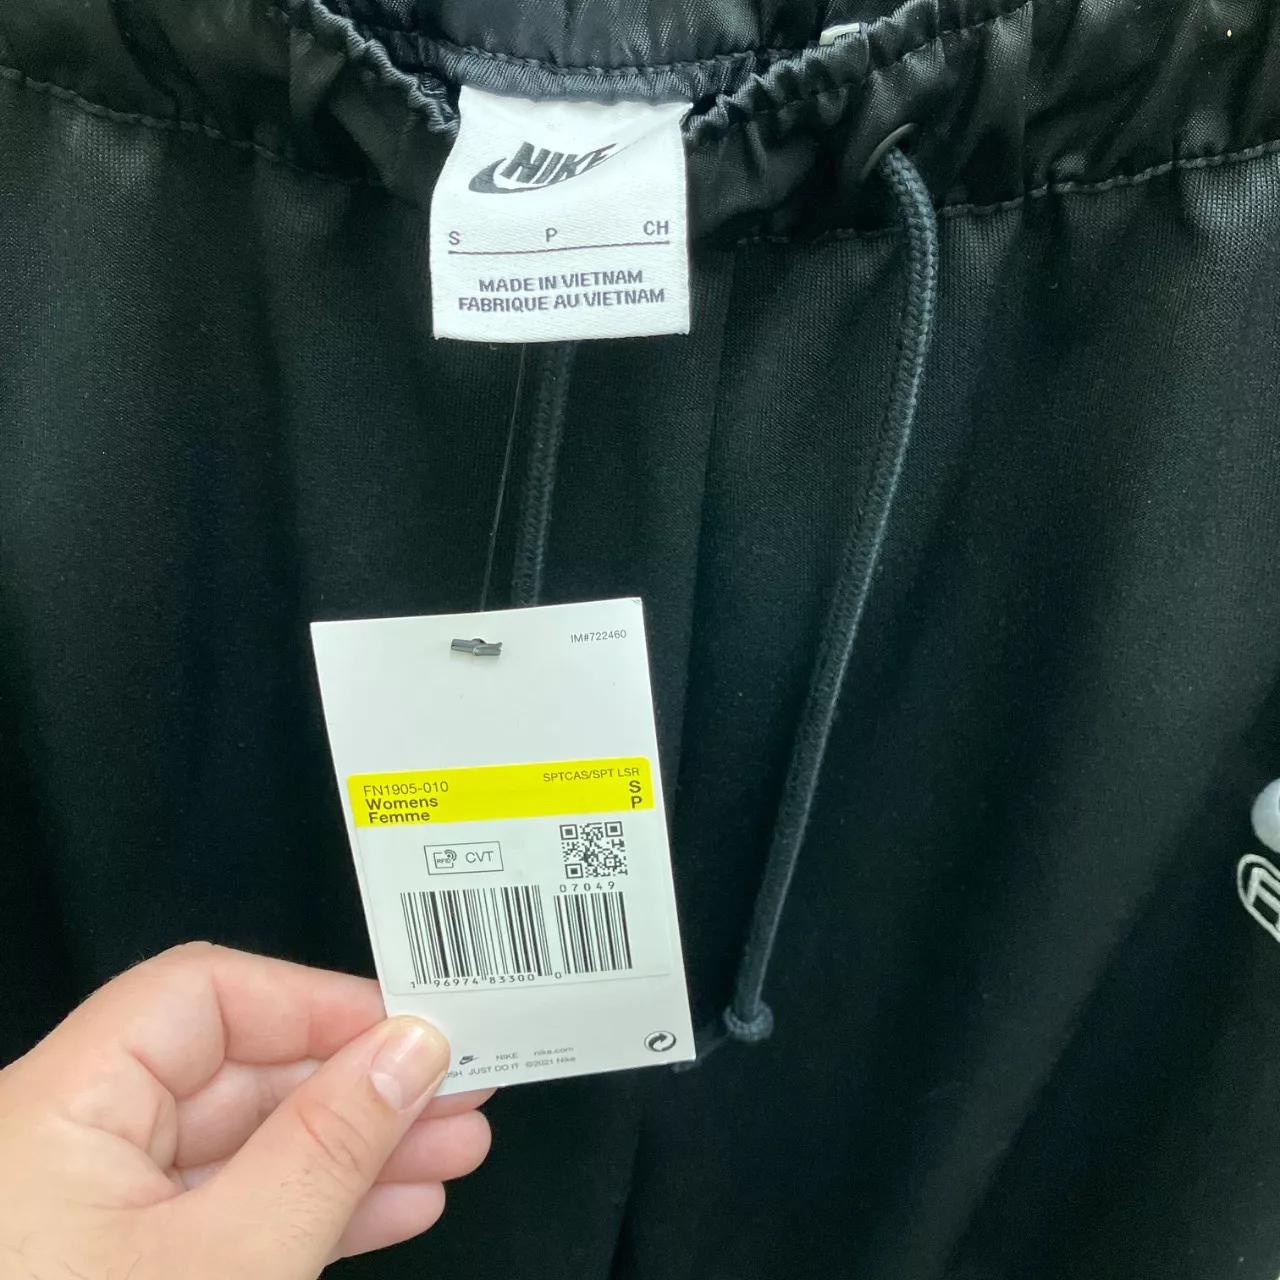 NIKE
S P CH
MADE IN VIETNAM
FABRIQUE AU VIETNAM
IM#722460
SPTCAS/SPT LSR
FN1905-010 S
Womens P
Femme
RFID CVT
07049
1 96974 83300 0
NIKE nike.com
JUST DO IT ©2021 Nike